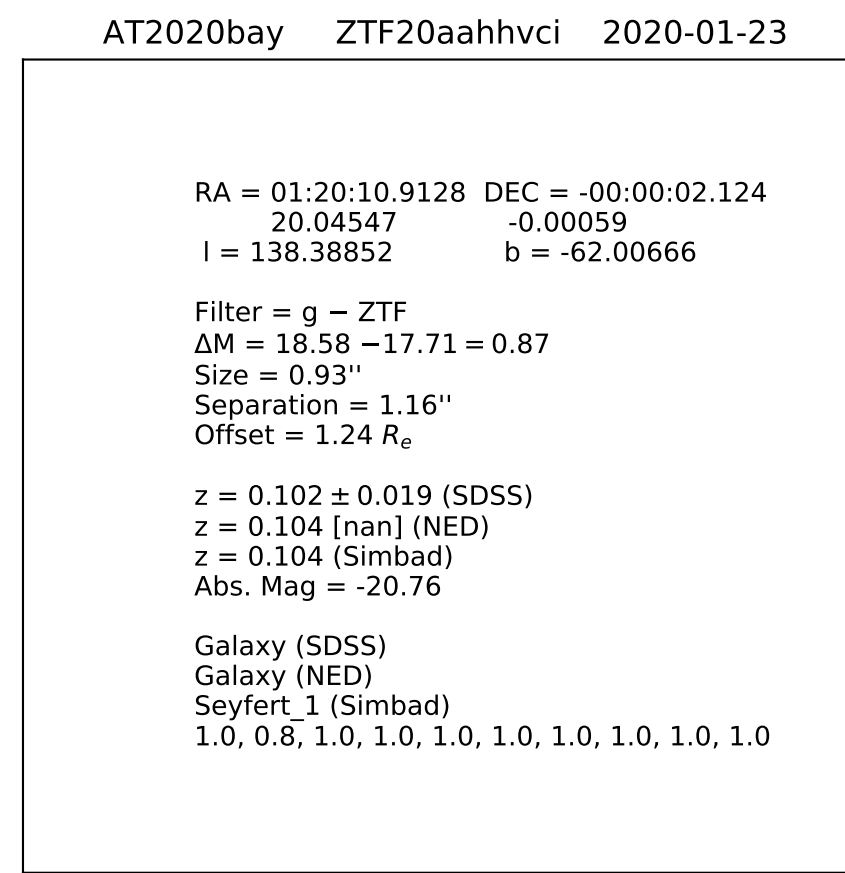 AT2020bay ZTF20aahhvci 2020-01-23
RA = 01:20:10.9128 DEC = -00:00:02.124
20.04547 -0.00059
l = 138.38852 b = -62.00666
Filter = g − ZTF
ΔM = 18.58 −17.71 = 0.87
Size = 0.93''
Separation = 1.16''
Offset = 1.24 Rₑ
z = 0.102 ± 0.019 (SDSS)
z = 0.104 [nan] (NED)
z = 0.104 (Simbad)
Abs. Mag = -20.76
Galaxy (SDSS)
Galaxy (NED)
Seyfert_1 (Simbad)
1.0, 0.8, 1.0, 1.0, 1.0, 1.0, 1.0, 1.0, 1.0, 1.0